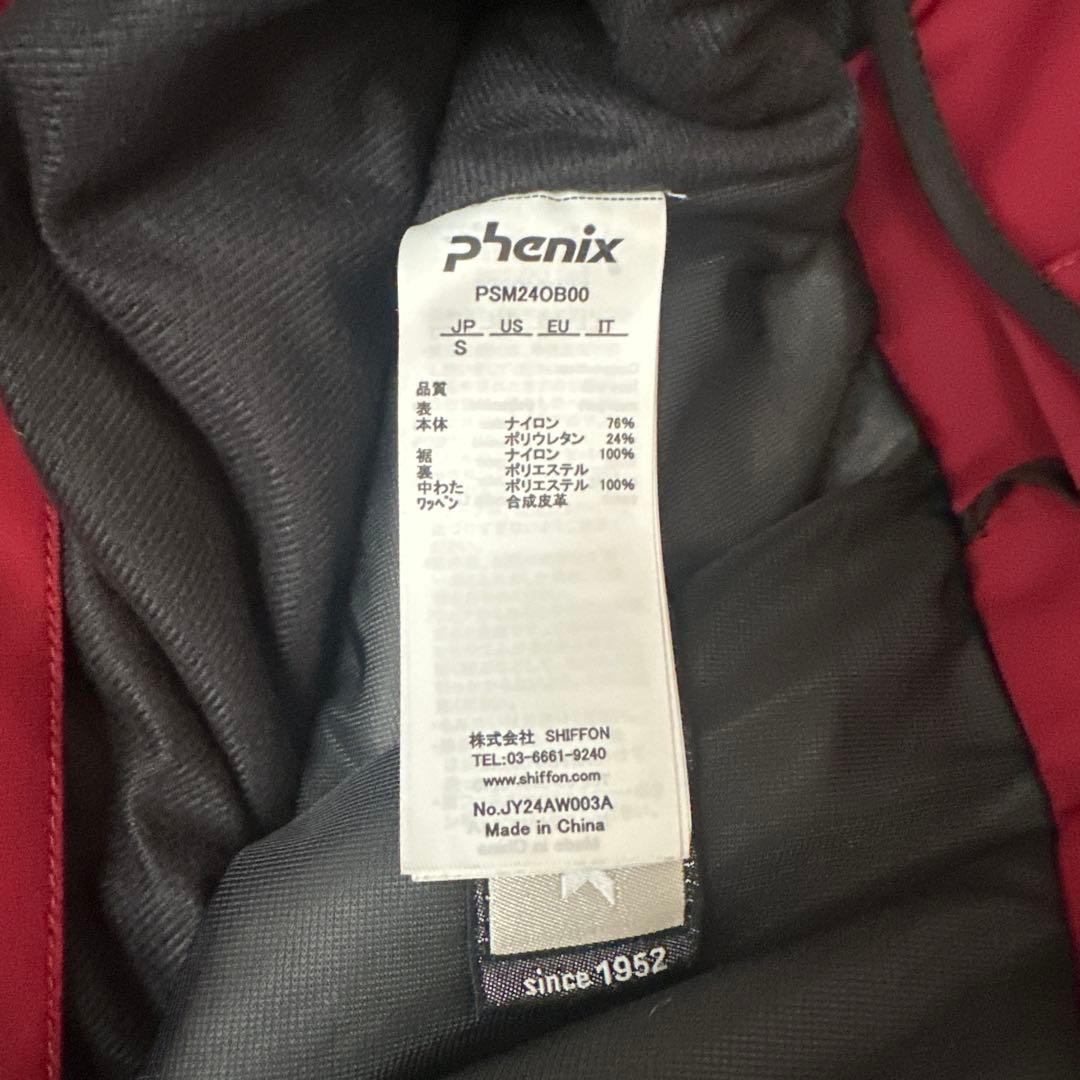 phenix
PSM24OB00
JP US EU IT
S
品質
表
本体 ナイロン 76%
ポリウレタン 24%
裾 ナイロン 100%
裏 ポリエステル
中わた ポリエステル 100%
ワッペン 合成皮革
株式会社 SHIFFON
TEL:03-6661-9240
www.shiffon.com
No.JY24AW003A
Made in China
since 1952